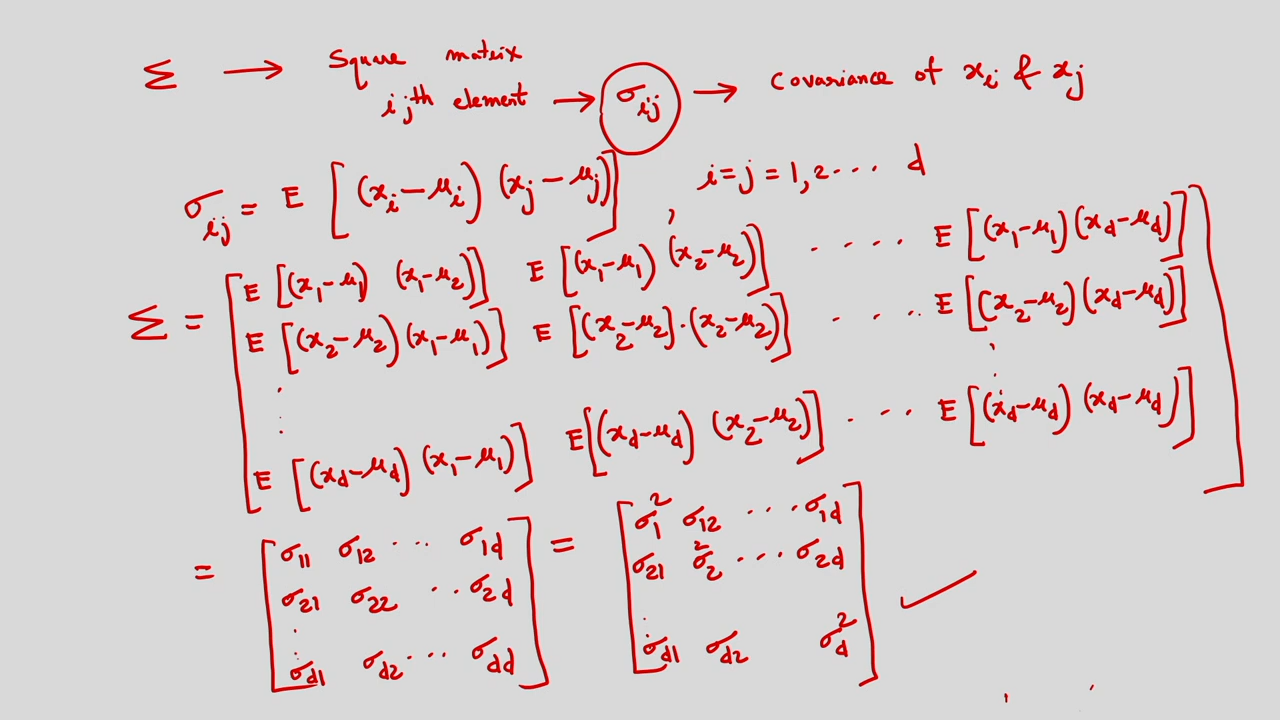 Σ → Square matrix
ijth element → σij → Covariance of xi & xj
σij = E [(xi-μi) (xj-μj)] , i=j=1,2... d
Σ = [ E [(x1-μ1) (x1-μ2)] E [(x1-μ1) (x2-μ2)] .... E [(x1-μ1)(xd-μd)]
E [(x2-μ2)(x1-μ1)] E [(x2-μ2].(x2-μ2)] .... E [(x2-μ2)(xd-μd)]
⋮ ⋮
E [(xd-μd) (x1-μ1)] E[(xd-μd) (x2-μ2)] ... E [(xd-μd) (xd-μd)] ]
= [ σ11 σ12 ... σ1d ] = [ σ1² σ12 ... σ1d ]
[ σ21 σ22 .. σ2d ] [ σ21 σ2² ... σ2d ] ✓
⋮ ⋮
[ σd1 σd2 ... σdd ] [ σd1 σd2 σd² ]